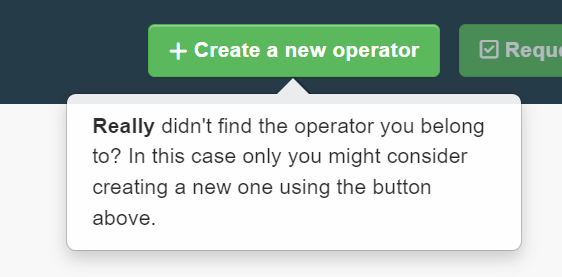 + Create a new operator
Really didn't find the operator you belong
to? In this case only you might consider
creating a new one using the button
above.